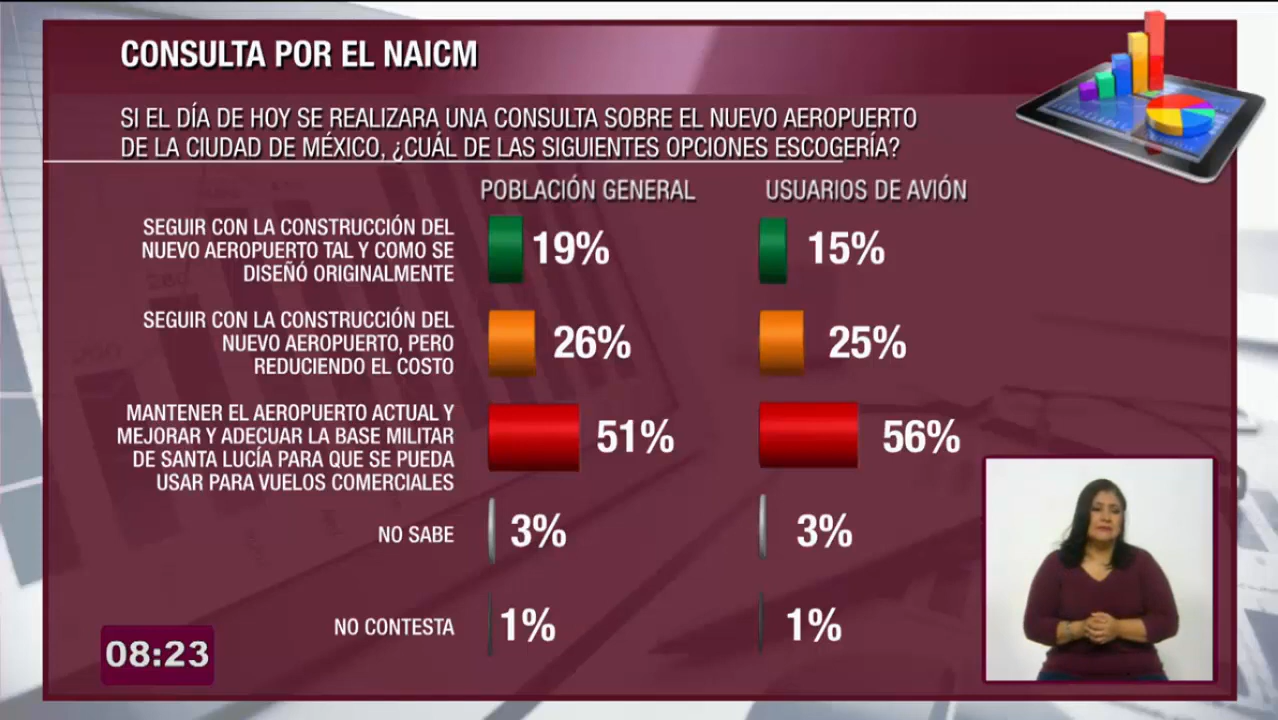 CONSULTA POR EL NAICM
SI EL DÍA DE HOY SE REALIZARA UNA CONSULTA SOBRE EL NUEVO AEROPUERTO
DE LA CIUDAD DE MÉXICO, ¿CUÁL DE LAS SIGUIENTES OPCIONES ESCOGERÍA?
POBLACIÓN GENERAL
USUARIOS DE AVIÓN
SEGUIR CON LA CONSTRUCCIÓN DEL
NUEVO AEROPUERTO TAL Y COMO SE
DISEÑÓ ORIGINALMENTE
19%
15%
SEGUIR CON LA CONSTRUCCIÓN DEL
NUEVO AEROPUERTO, PERO
REDUCIENDO EL COSTO
26%
25%
MANTENER EL AEROPUERTO ACTUAL Y
MEJORAR Y ADECUAR LA BASE MILITAR
DE SANTA LUCÍA PARA QUE SE PUEDA
USAR PARA VUELOS COMERCIALES
51%
56%
NO SABE
3%
3%
NO CONTESTA
1%
1%
08:23